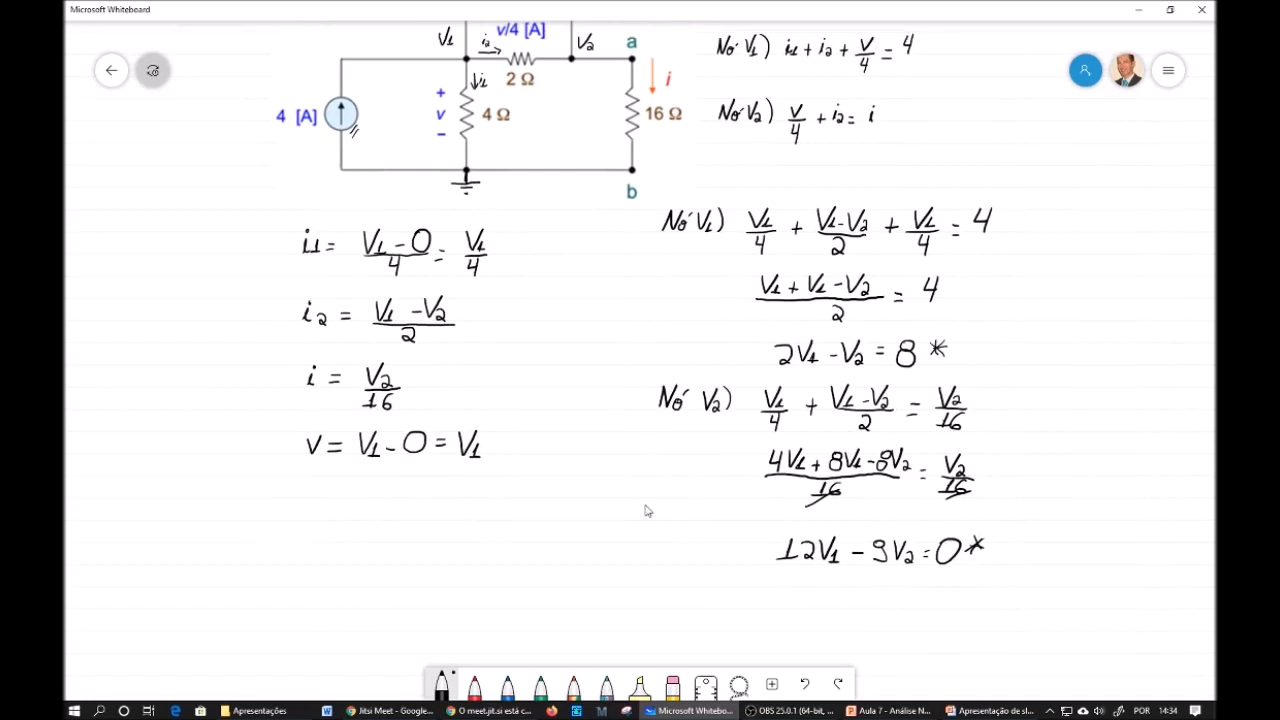 Microsoft Whiteboard
v/4 [A]
V1
i2
V2
a
i1
2 Ω
i
4 [A]
+
v
-
4 Ω
16 Ω
b
Nó V1) i1 + i2 + v/4 = 4
Nó V2) v/4 + i2 = i
i1 = (V1 - 0)/4 = V1/4
i2 = (V1 - V2)/2
i = V2/16
v = V1 - 0 = V1
Nó V1) V1/4 + (V1-V2)/2 + V1/4 = 4
(V1 + V1 - V2)/2 = 4
2V1 - V2 = 8 *
Nó V2) V1/4 + (V1 - V2)/2 = V2/16
(4V1 + 8V1 - 8V2)/16 = V2/16
12V1 - 9V2 = 0 *
Apresentações
Jitsi Meet - Google...
O meet.jit.si está c...
Microsoft Whitebo...
OBS 25.0.1 (64-bit, ...
Aula 7 - Análise N...
Apresentação de sli...
POR
14:34